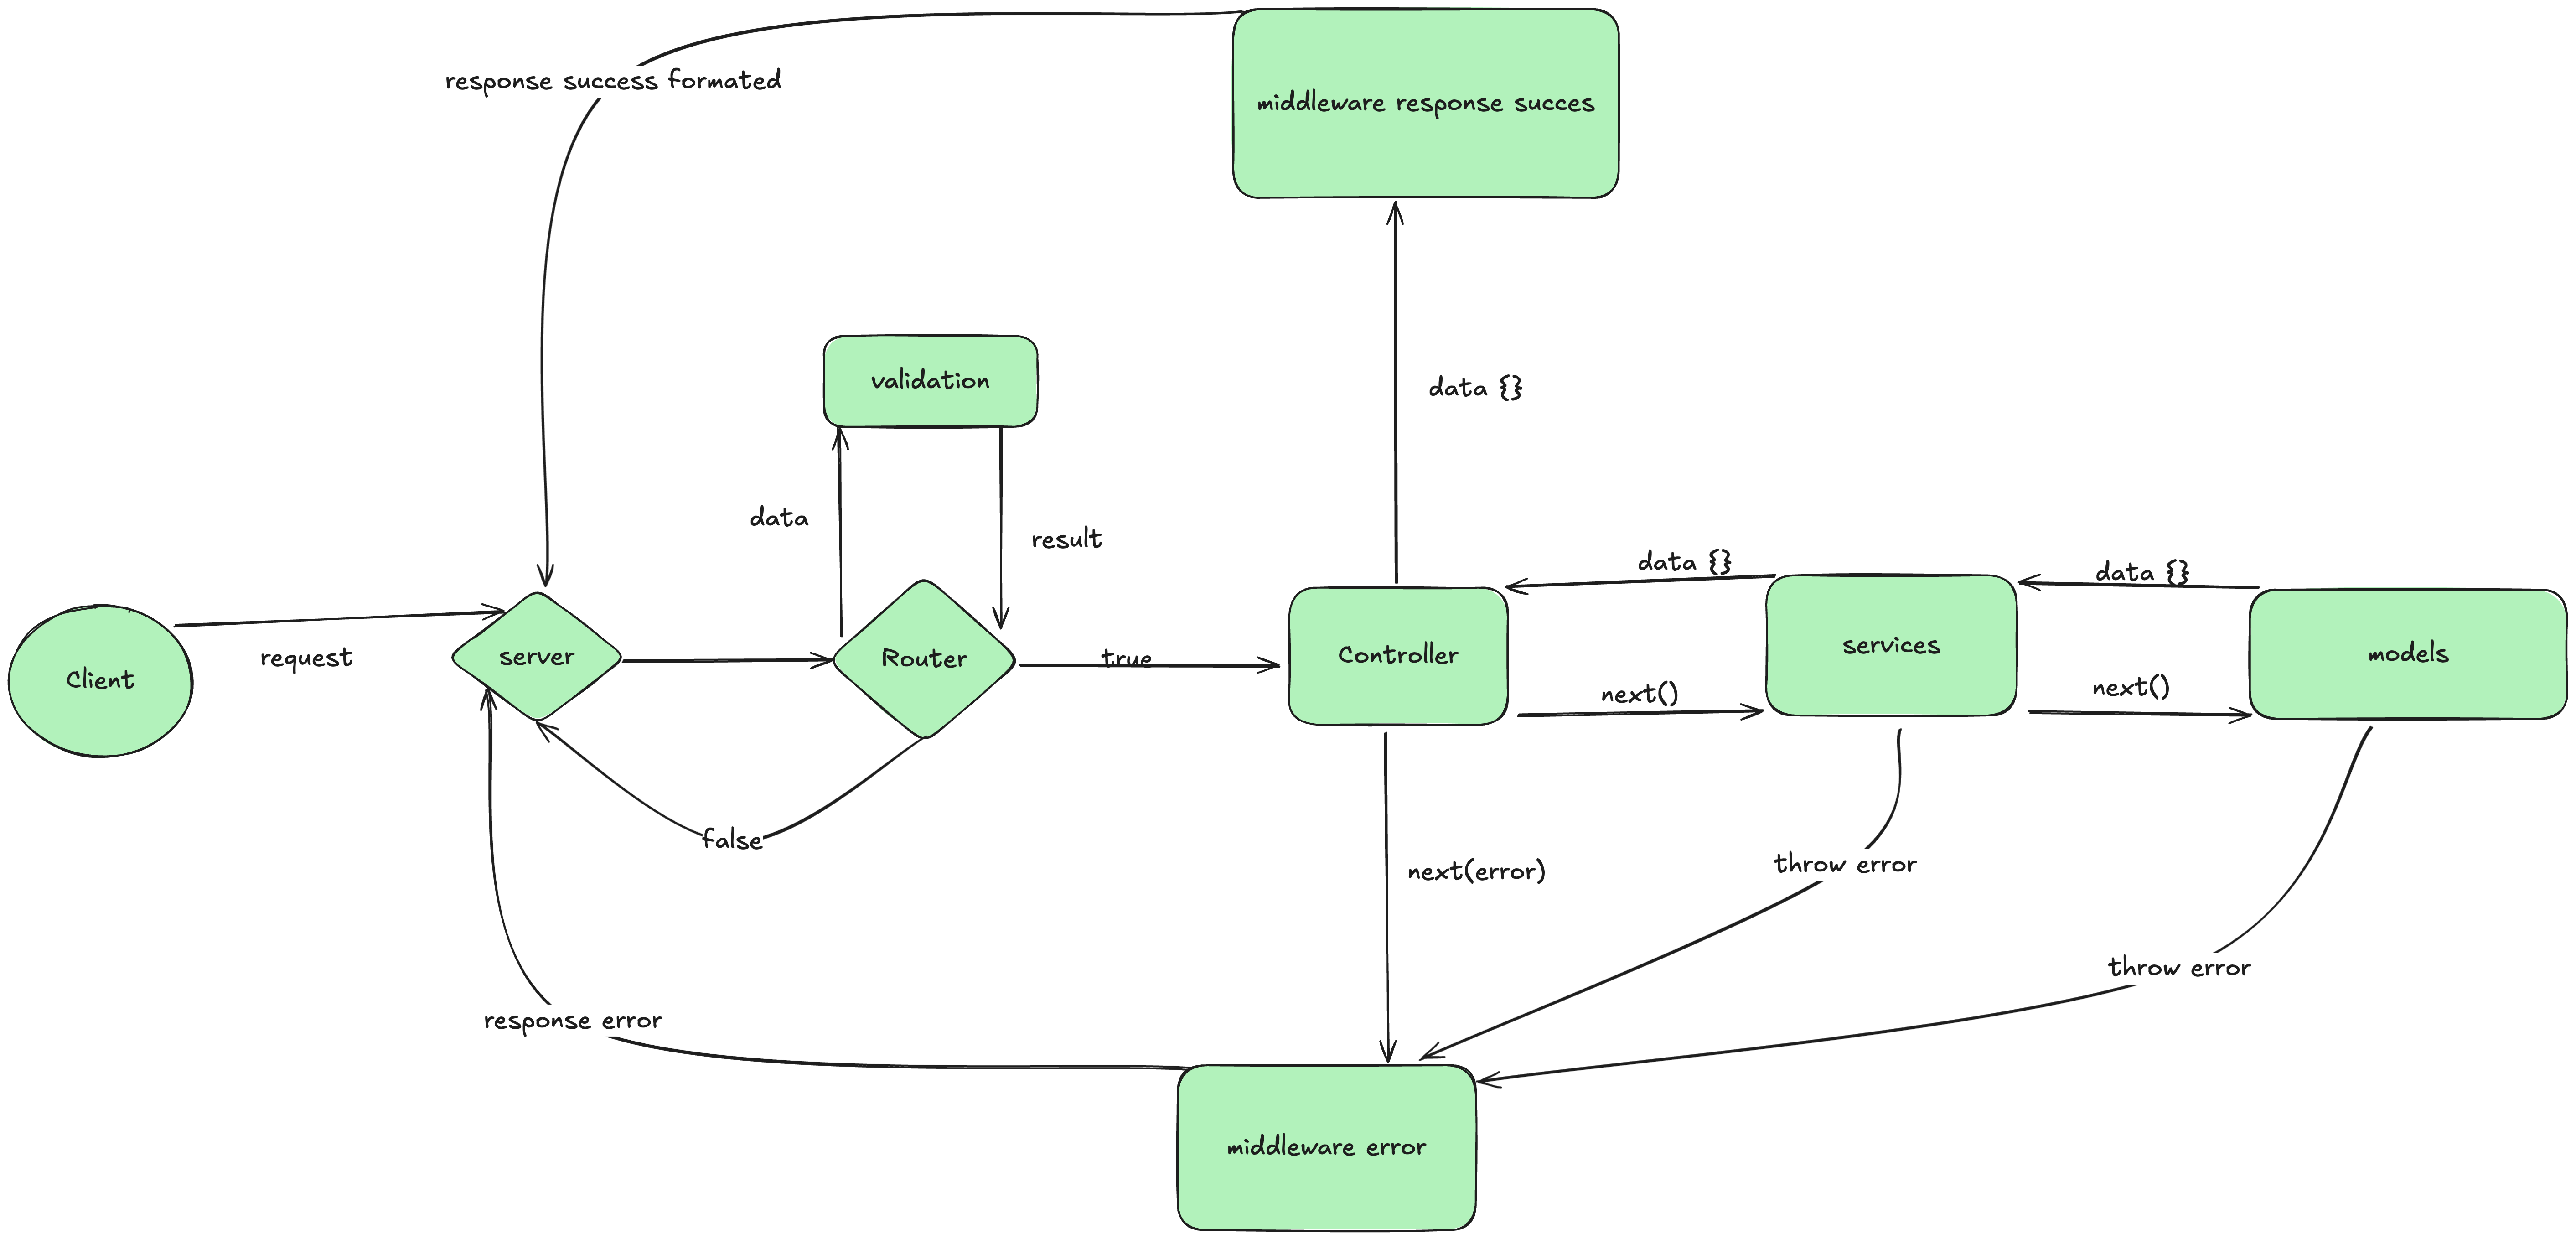 response success formated
middleware response succes
validation
data {}
data
result
data {}
data {}
Client
request
server
Router
true
Controller
next()
services
next()
models
false
next(error)
throw error
throw error
response error
middleware error